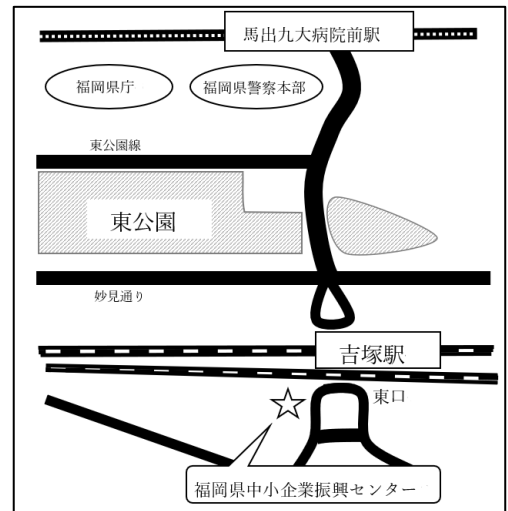 馬出九大病院前駅
福岡県庁
福岡県警察本部
東公園線
東公園
妙見通り
吉塚駅
東口
福岡県中小企業振興センター